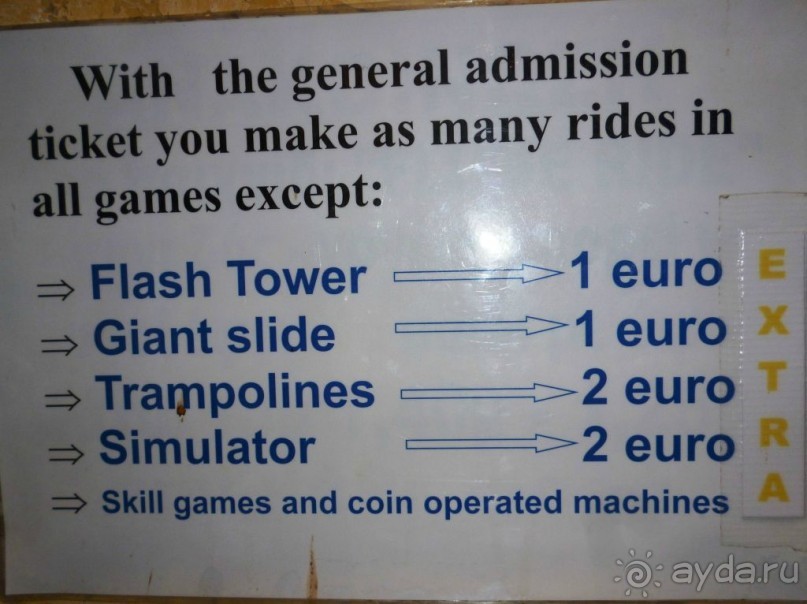 With the general admission
ticket you make as many rides in
all games except:
⇒ Flash Tower ⇒ 1 euro
⇒ Giant slide ⇒ 1 euro
⇒ Trampolines ⇒ 2 euro
⇒ Simulator ⇒ 2 euro
⇒ Skill games and coin operated machines
EXTRA
ayda.ru